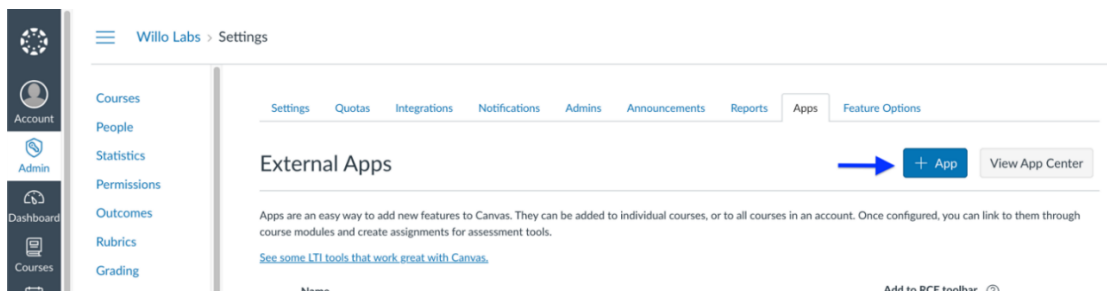 Willo Labs > Settings
Account
Admin
Dashboard
Courses
Courses
People
Statistics
Permissions
Outcomes
Rubrics
Grading
Settings Quotas Integrations Notifications Admins Announcements Reports Apps Feature Options
External Apps
+ App
View App Center
Apps are an easy way to add new features to Canvas. They can be added to individual courses, or to all courses in an account. Once configured, you can link to them through
course modules and create assignments for assessment tools.
See some LTI tools that work great with Canvas.
Name
Add to RCE toolbar ?